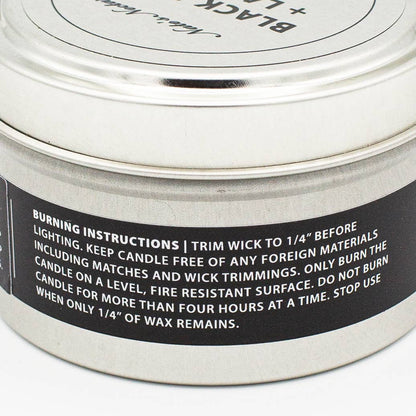 BLACK
+ L
BURNING INSTRUCTIONS | TRIM WICK TO 1/4” BEFORE
LIGHTING. KEEP CANDLE FREE OF ANY FOREIGN MATERIALS
INCLUDING MATCHES AND WICK TRIMMINGS. ONLY BURN THE
CANDLE ON A LEVEL, FIRE RESISTANT SURFACE. DO NOT BURN
CANDLE FOR MORE THAN FOUR HOURS AT A TIME. STOP USE
WHEN ONLY 1/4” OF WAX REMAINS.